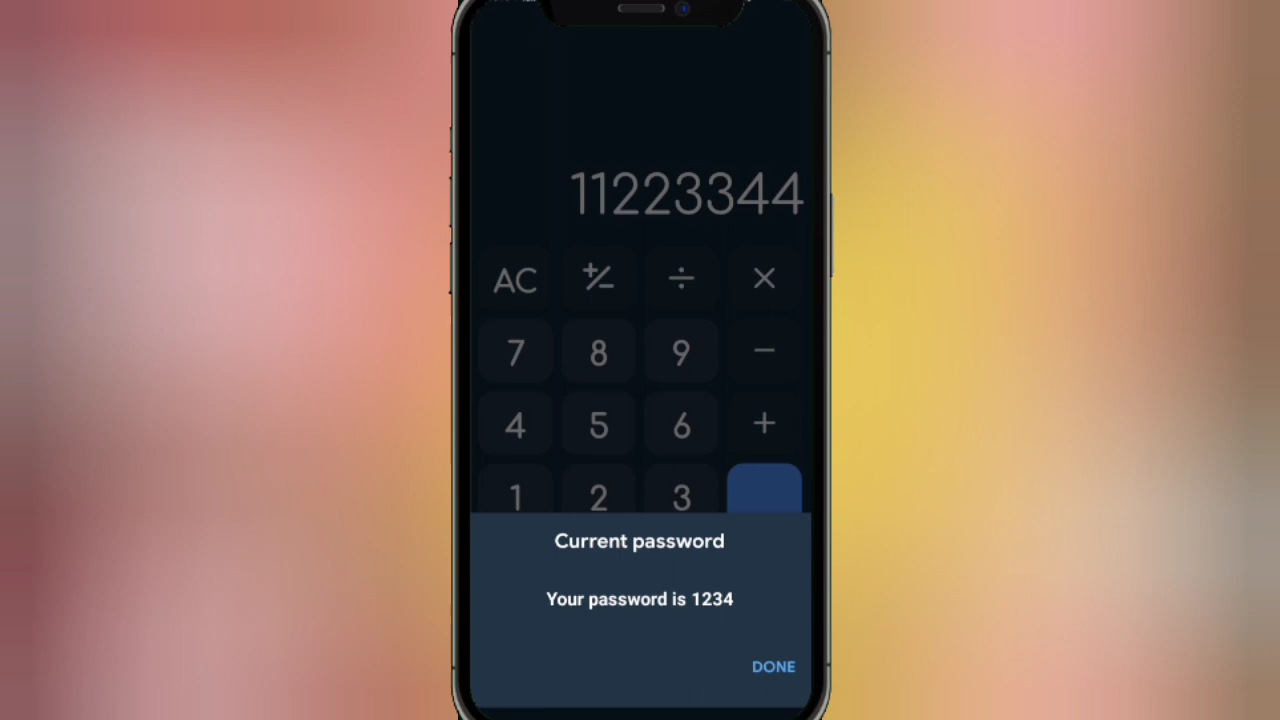 11223344
AC +/- ÷ ×
7 8 9 −
4 5 6 +
1 2 3
Current password
Your password is 1234
DONE